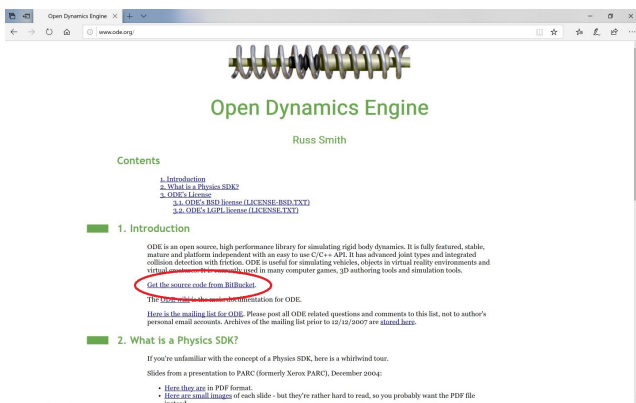 Open Dynamics Engine
www.ode.org/
Open Dynamics Engine
Russ Smith
Contents
1. Introduction
2. What is a Physics SDK?
3. ODE's License
3.1. ODE's BSD license (LICENSE-BSD.TXT)
3.2. ODE's LGPL license (LICENSE.TXT)
1. Introduction
ODE is an open source, high performance library for simulating rigid body dynamics. It is fully featured, stable,
mature and platform independent with an easy to use C/C++ API. It has advanced joint types and integrated
collision detection with friction. ODE is useful for simulating vehicles, objects in virtual reality environments and
virtual creatures. It is currently used in many computer games, 3D authoring tools and simulation tools.
Get the source code from BitBucket.
The ODE wiki is the main documentation for ODE.
Here is the mailing list for ODE. Please post all ODE related questions and comments to this list, not to author's
personal email accounts. Archives of the mailing list prior to 12/12/2007 are stored here.
2. What is a Physics SDK?
If you're unfamiliar with the concept of a Physics SDK, here is a whirlwind tour.
Slides from a presentation to PARC (formerly Xerox PARC), December 2004:
• Here they are in PDF format.
• Here are small images of each slide - but they're rather hard to read, so you probably want the PDF file
instead.